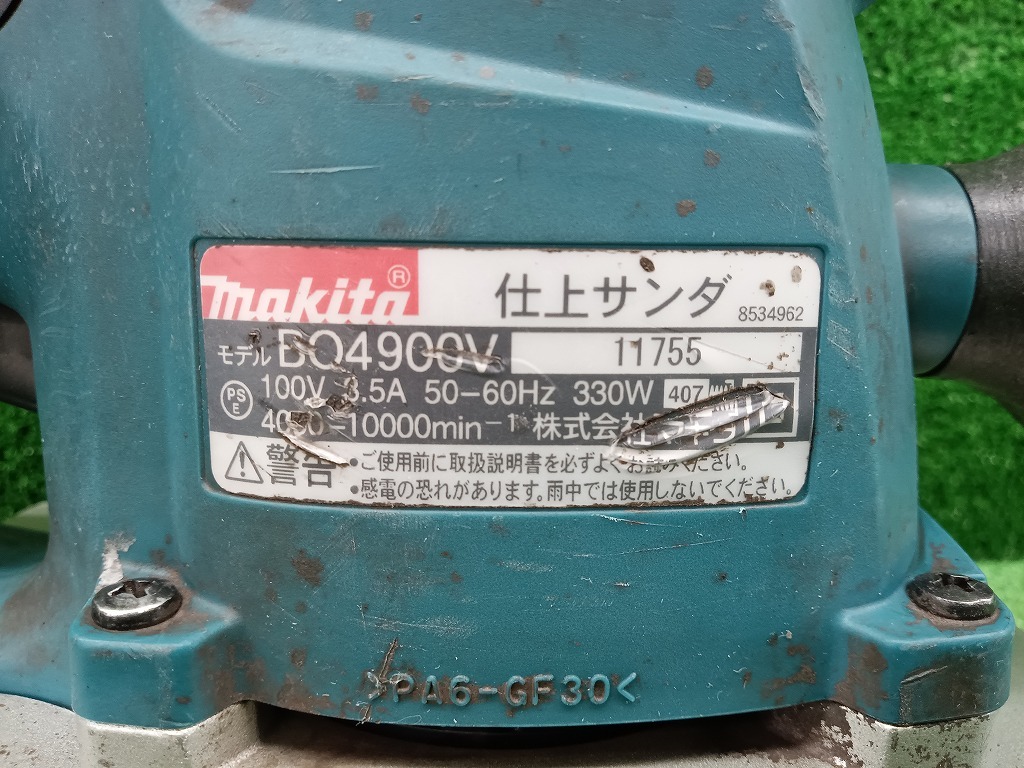 makita ® 仕上サンダ 8534962
モデル BO4900V 11755
PS E 100V 3.5A 50-60Hz 330W 407
4000-10000min⁻¹ 株式会社マキタ
警告 •ご使用前に取扱説明書を必ずよくお読みください。
•感電の恐れがあります。雨中では使用しないでください。
>PA6-GF30<